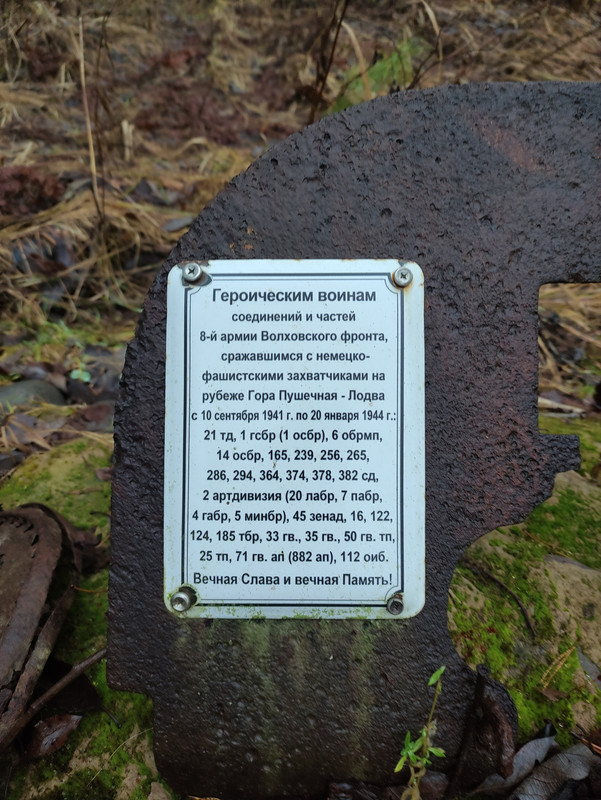 Героическим воинам
соединений и частей
8-й армии Волховского фронта,
сражавшимся с немецко-
фашистскими захватчиками на
рубеже Гора Пушечная - Лодва
с 10 сентября 1941 г. по 20 января 1944 г.:
21 тд, 1 гсбр (1 осбр), 6 обрмп,
14 осбр, 165, 239, 256, 265,
286, 294, 364, 374, 378, 382 сд,
2 артдивизия (20 лабр, 7 пабр,
4 габр, 5 минбр), 45 зенад, 16, 122,
124, 185 тбр, 33 гв., 35 гв., 50 гв. тп,
25 тп, 71 гв. ап (882 ап), 112 оиб.
Вечная Слава и вечная Память!